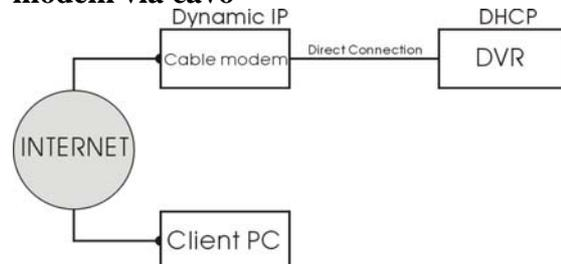 modem via cavo
Dynamic IP
DHCP
Cable modem
Direct Connection
DVR
INTERNET
Client PC